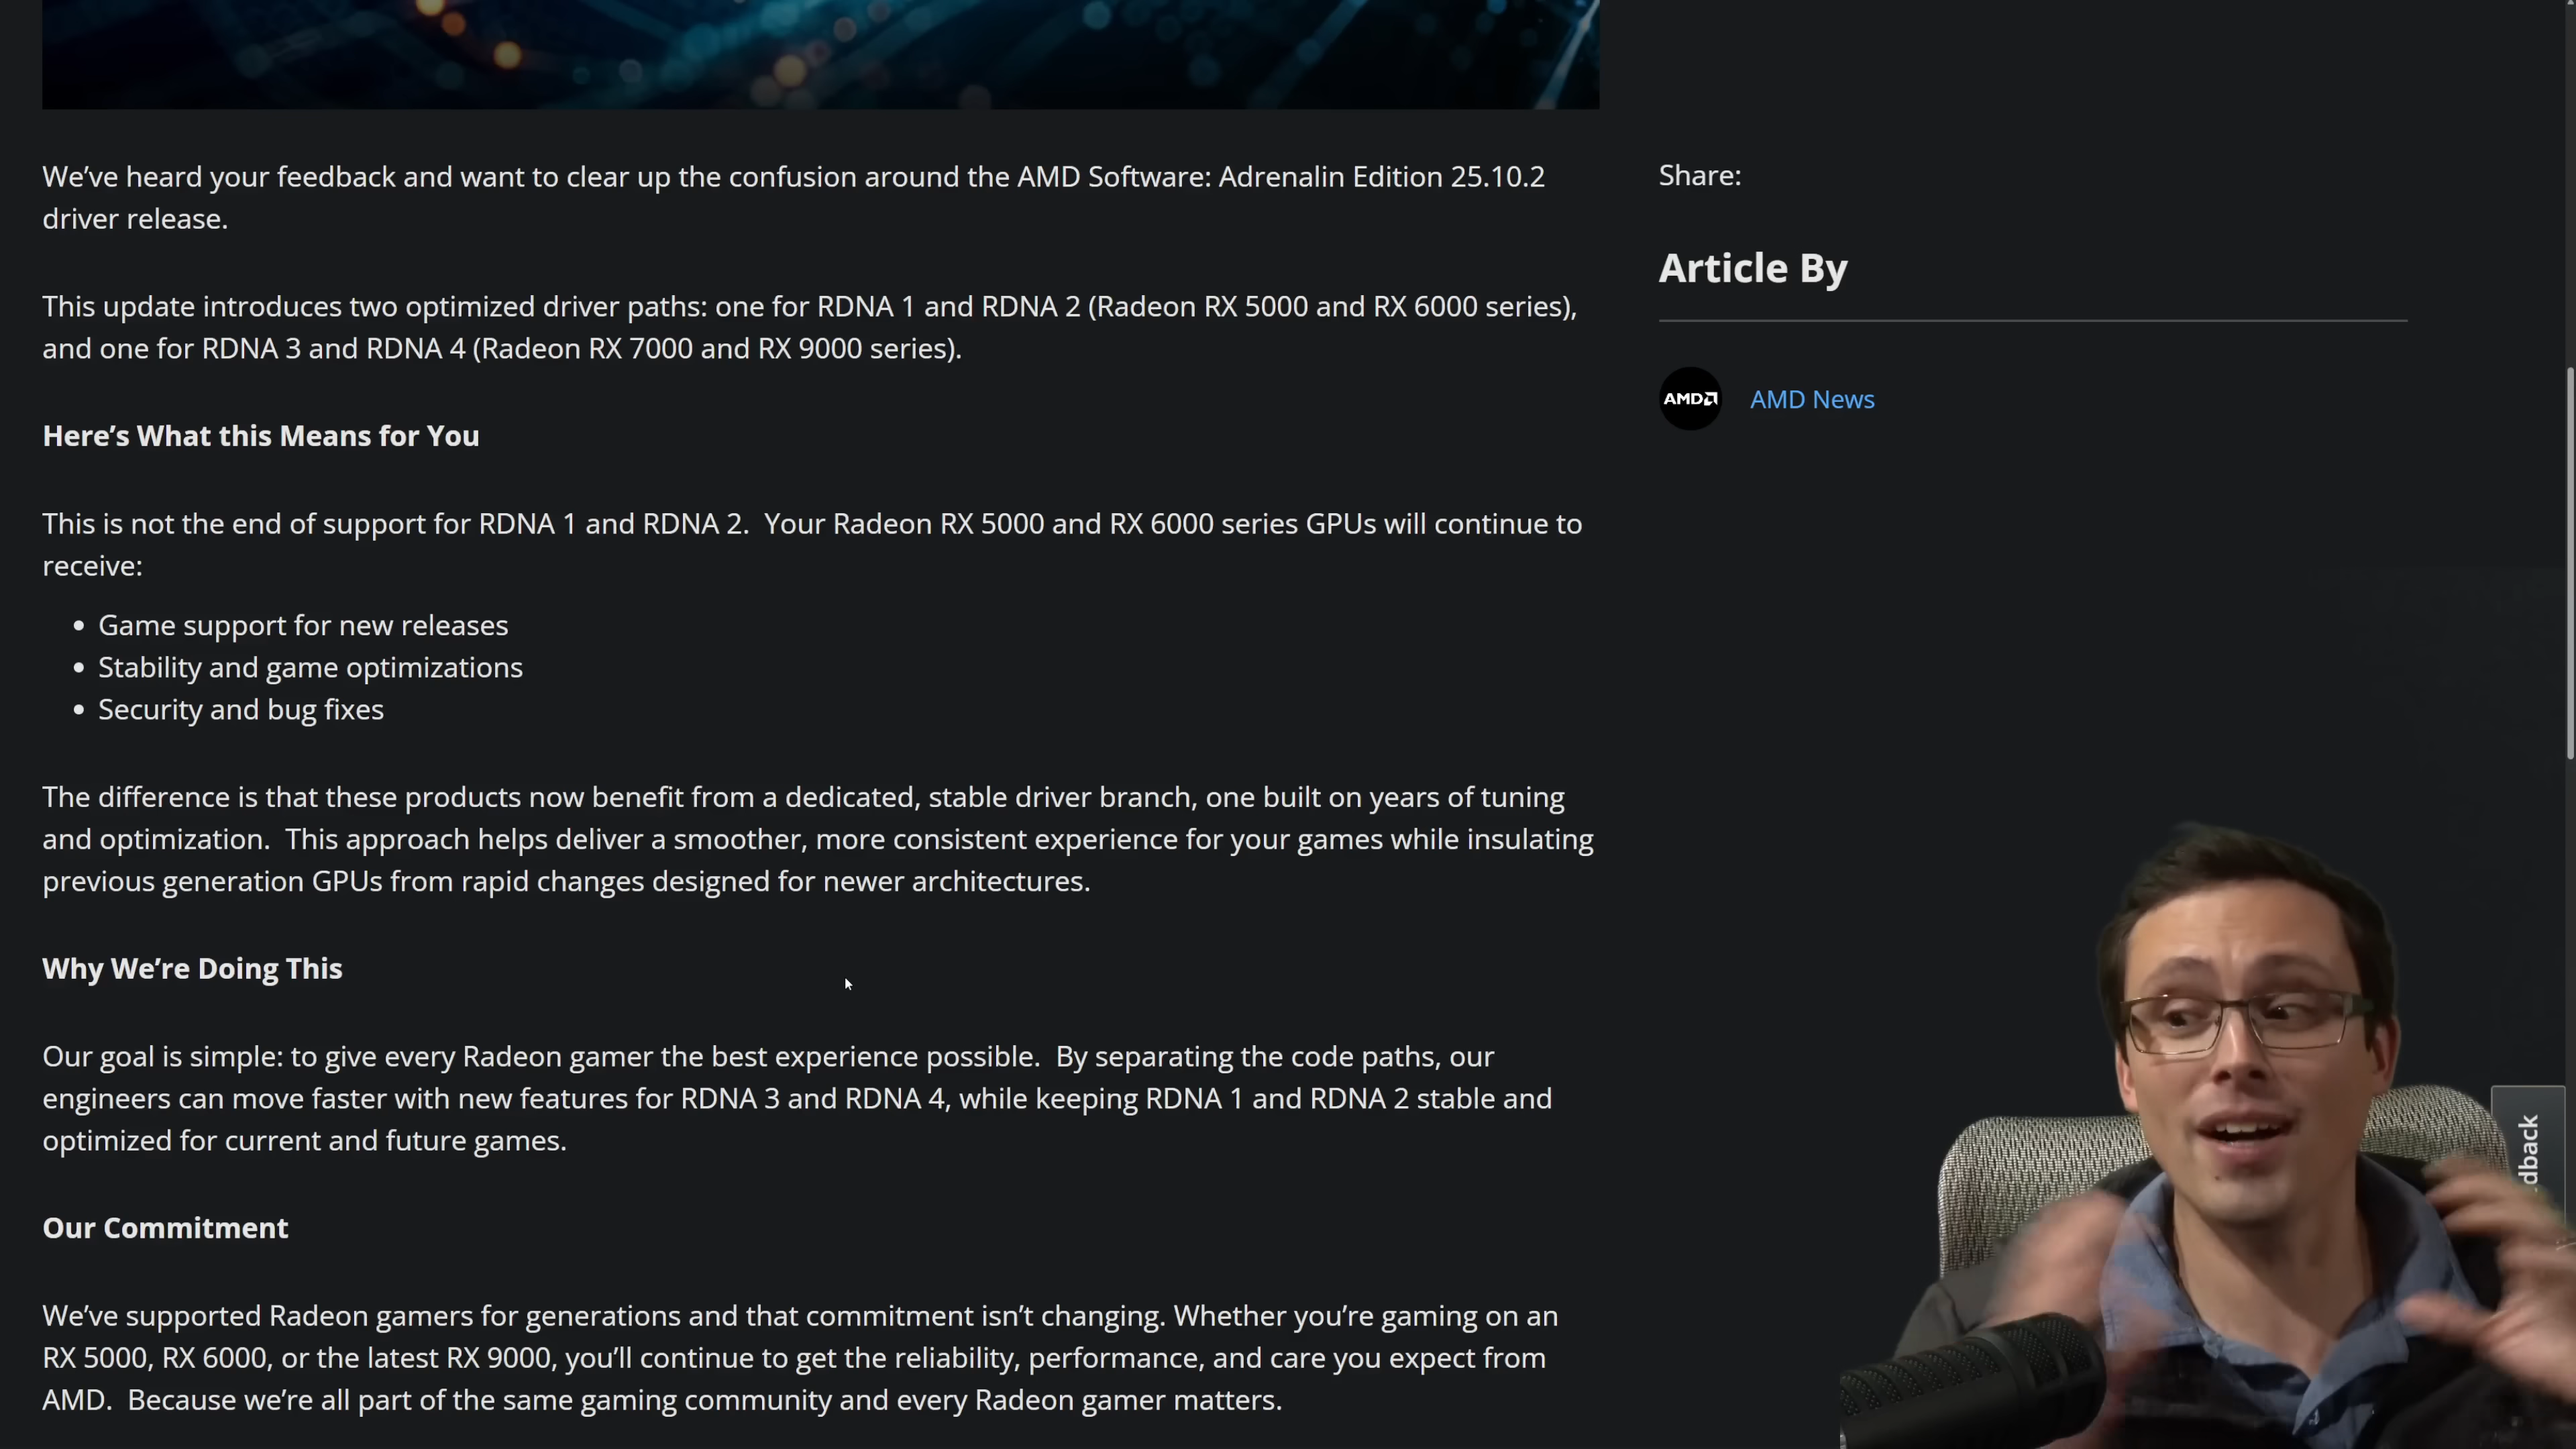 We’ve heard your feedback and want to clear up the confusion around the AMD Software: Adrenalin Edition 25.10.2
driver release.
This update introduces two optimized driver paths: one for RDNA 1 and RDNA 2 (Radeon RX 5000 and RX 6000 series),
and one for RDNA 3 and RDNA 4 (Radeon RX 7000 and RX 9000 series).
Here’s What this Means for You
This is not the end of support for RDNA 1 and RDNA 2.  Your Radeon RX 5000 and RX 6000 series GPUs will continue to
receive:
• Game support for new releases
• Stability and game optimizations
• Security and bug fixes
The difference is that these products now benefit from a dedicated, stable driver branch, one built on years of tuning
and optimization.  This approach helps deliver a smoother, more consistent experience for your games while insulating
previous generation GPUs from rapid changes designed for newer architectures.
Why We’re Doing This
Our goal is simple: to give every Radeon gamer the best experience possible.  By separating the code paths, our
engineers can move faster with new features for RDNA 3 and RDNA 4, while keeping RDNA 1 and RDNA 2 stable and
optimized for current and future games.
Our Commitment
We’ve supported Radeon gamers for generations and that commitment isn’t changing. Whether you’re gaming on an
RX 5000, RX 6000, or the latest RX 9000, you’ll continue to get the reliability, performance, and care you expect from
AMD.  Because we’re all part of the same gaming community and every Radeon gamer matters.
Share:
Article By
AMD
AMD News
dback